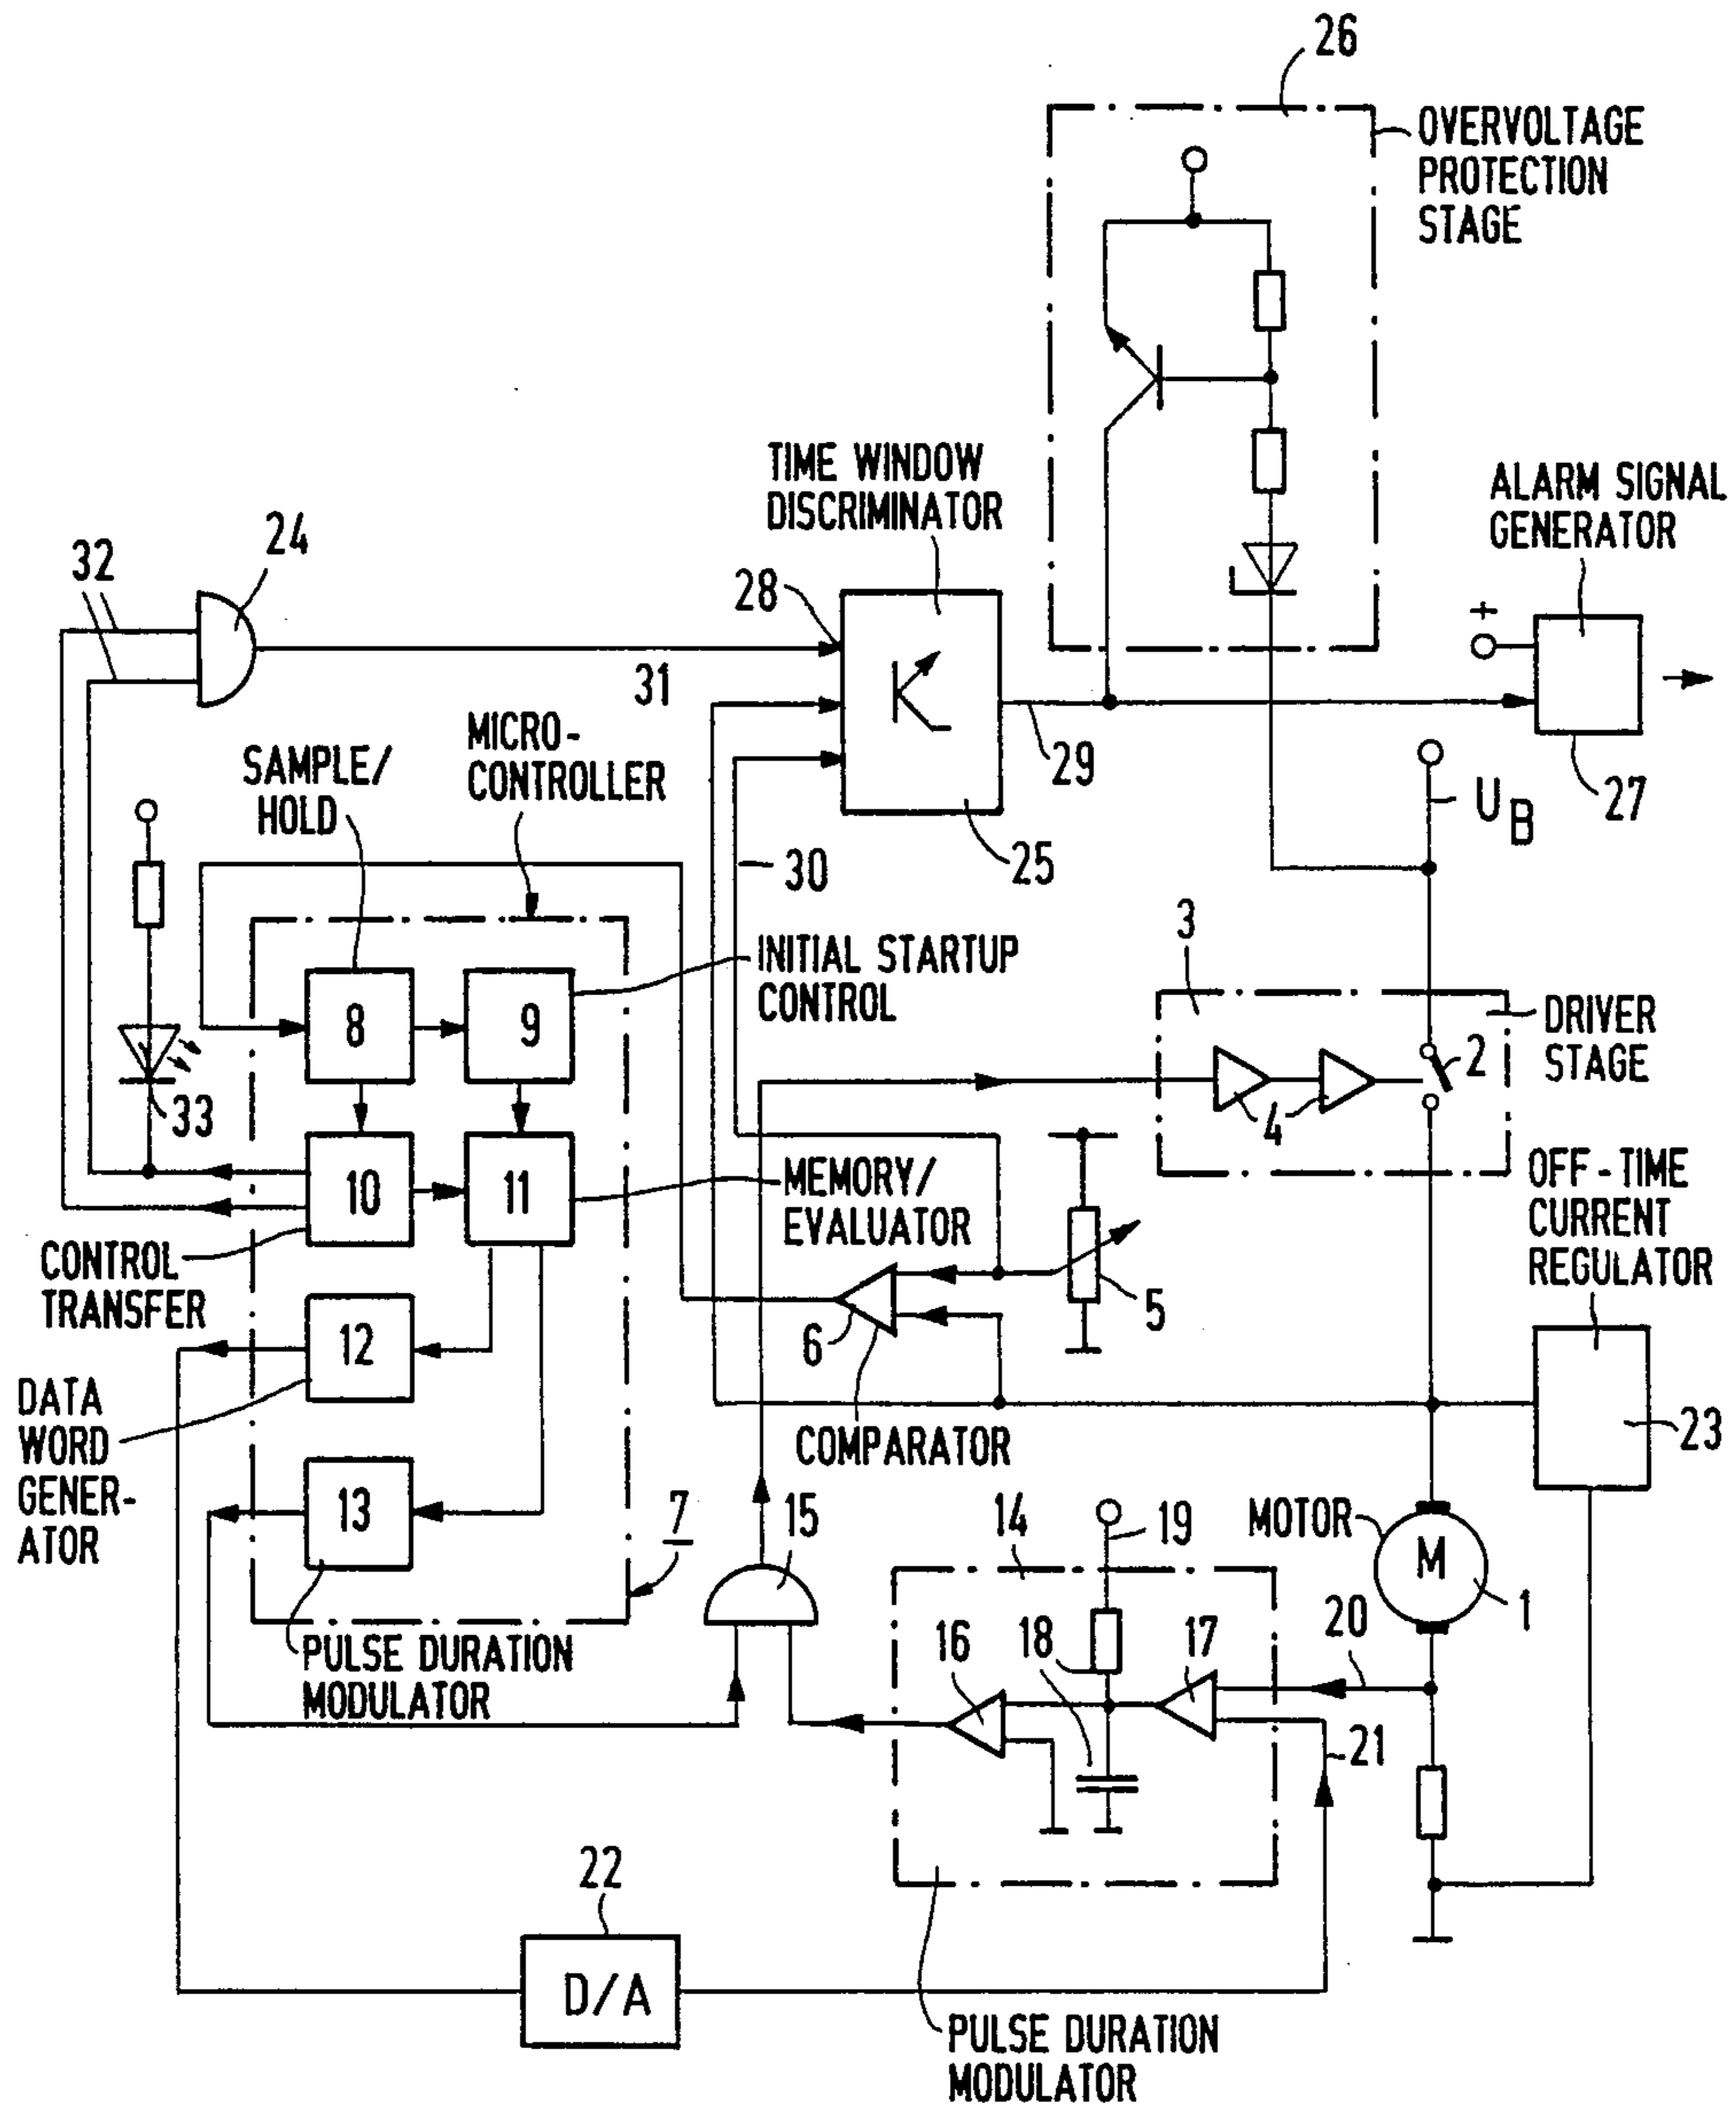 26
OVERVOLTAGE
PROTECTION
STAGE
TIME WINDOW
DISCRIMINATOR
ALARM SIGNAL
GENERATOR
24
32
28
+
31
29
27
U_B
25
30
MICRO-
CONTROLLER
SAMPLE/
HOLD
INITIAL STARTUP
CONTROL
3
DRIVER
STAGE
2
4
8
9
33
10
11
MEMORY/
EVALUATOR
OFF-TIME
CURRENT
REGULATOR
CONTROL
TRANSFER
5
6
12
DATA
WORD
GENER-
ATOR
COMPARATOR
23
13
7
15
14
19
MOTOR
M
1
PULSE DURATION
MODULATOR
16
18
17
20
21
22
D/A
PULSE DURATION
MODULATOR